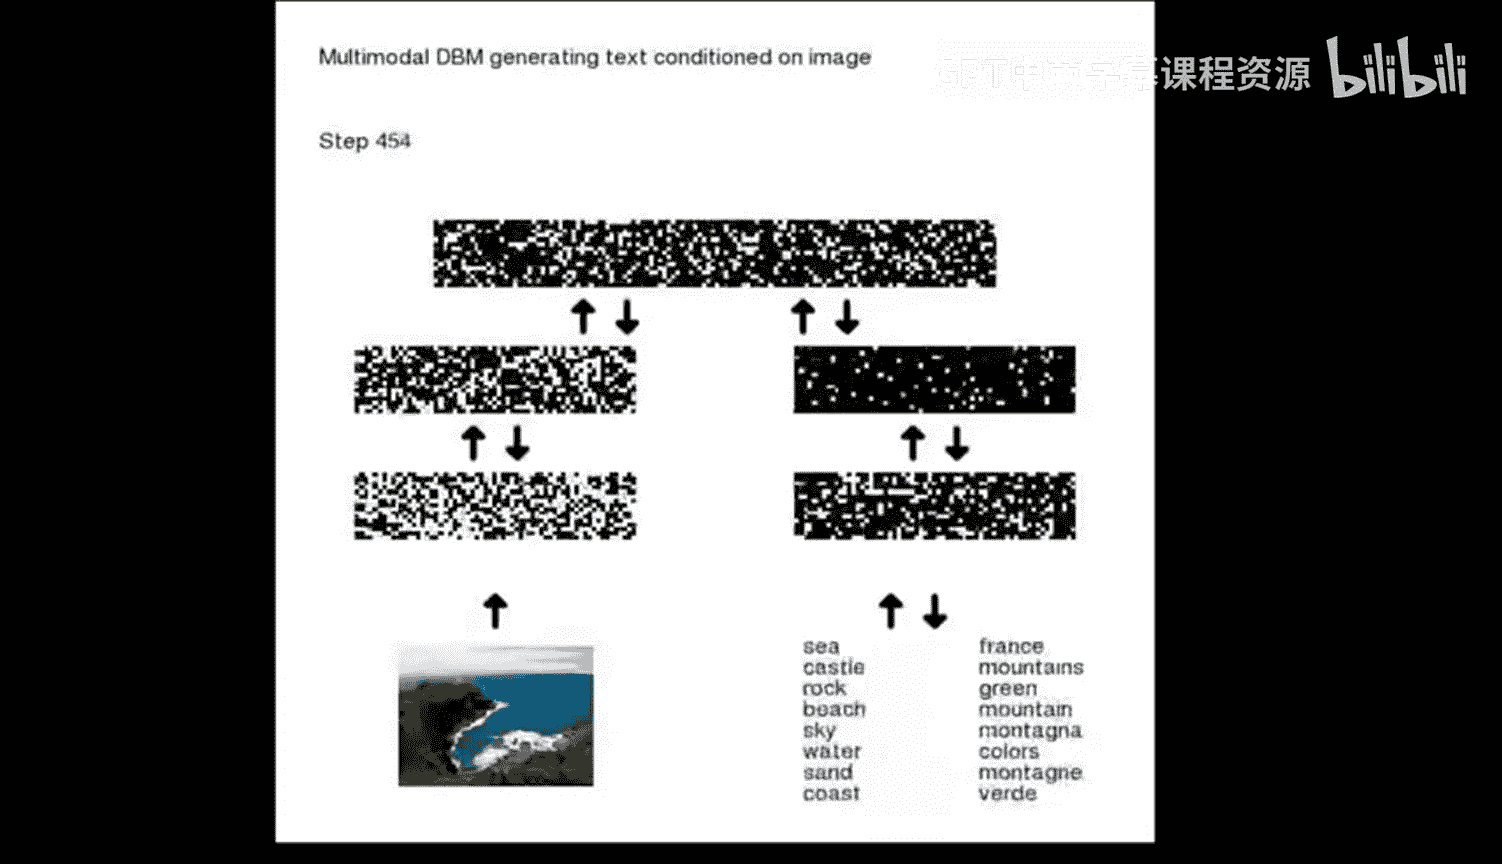 Multimodal DBM generating text conditioned on image
课程资源 bilibili
Step 454
sea
castle
rock
beach
sky
water
sand
coast
france
mountains
green
mountain
montagna
colors
montagne
verde